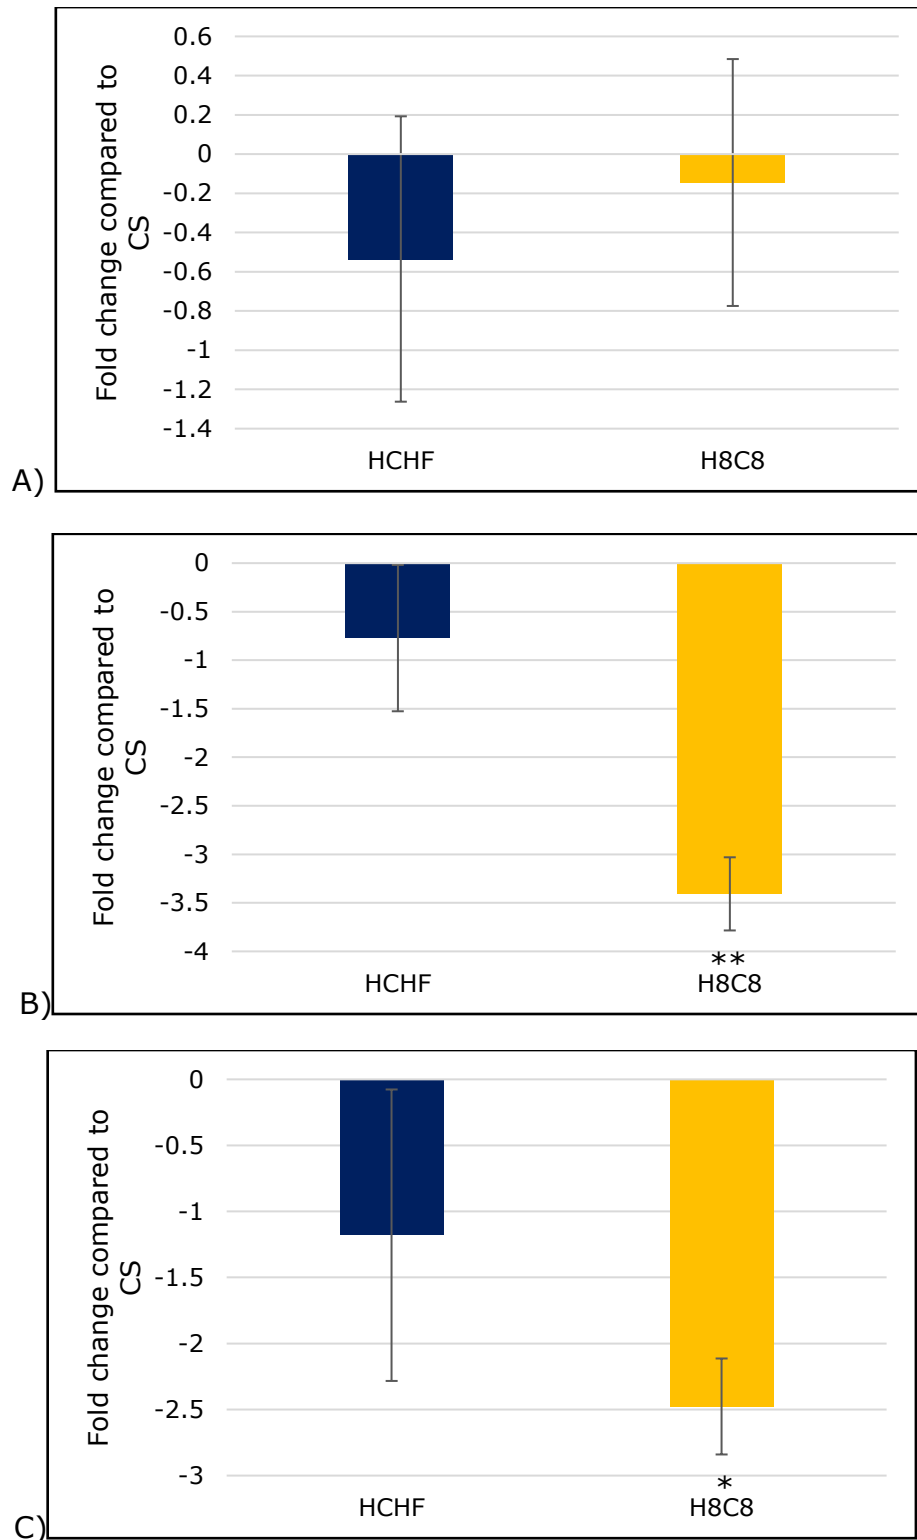 Fold change compared to
CS
0.6
0.4
0.2
0
-0.2
-0.4
-0.6
-0.8
-1
-1.2
-1.4
HCHF H8C8
A)
Fold change compared to
CS
0
-0.5
-1
-1.5
-2
-2.5
-3
-3.5
-4
**
HCHF H8C8
B)
Fold change compared to
CS
0
-0.5
-1
-1.5
-2
-2.5
-3
*
HCHF H8C8
C)